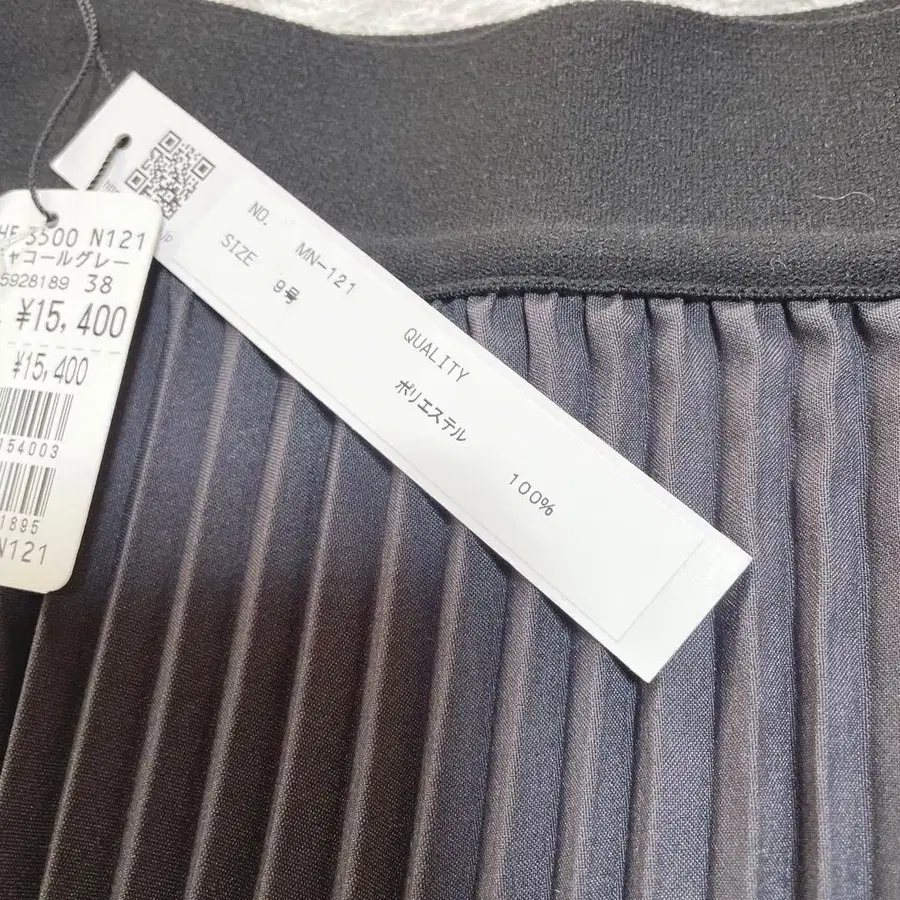 3500 N121
ャコールグレー
5928189 38
¥15,400
¥15,400
154003
1895
N121
NO. MN-121
SIZE 9号
QUALITY
ポリエステル 100%